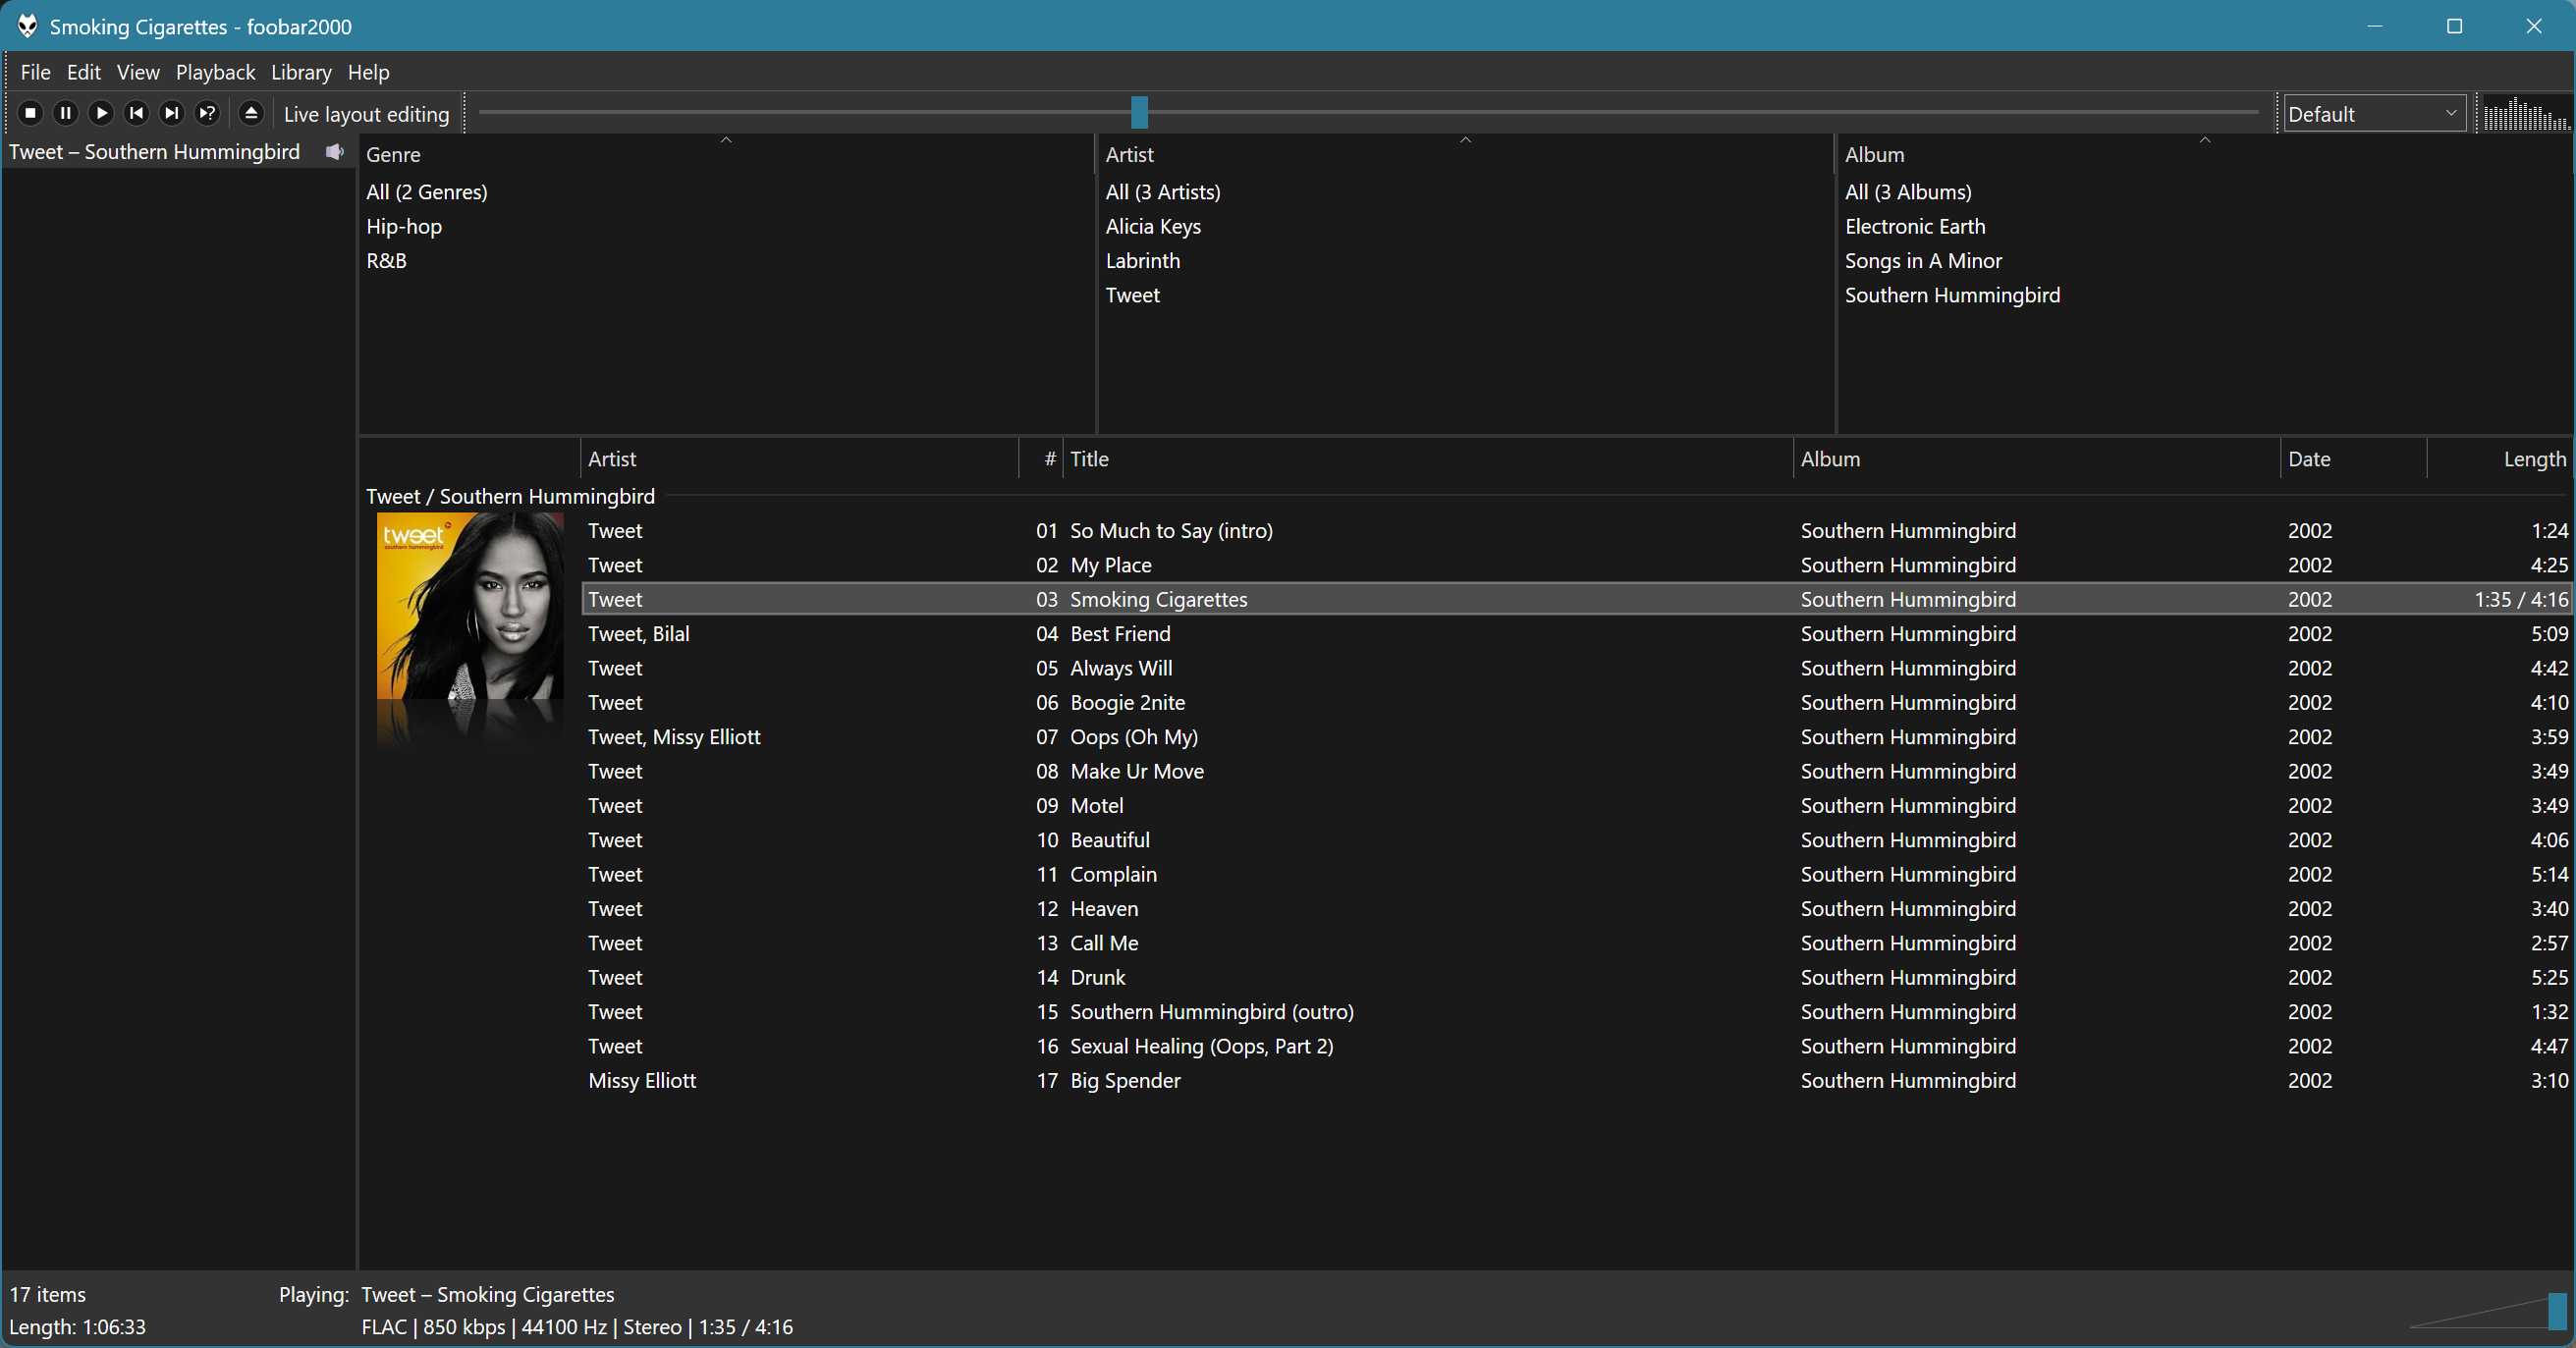 Smoking Cigarettes - foobar2000
File Edit View Playback Library Help
Live layout editing
Default
Tweet – Southern Hummingbird
Genre
All (2 Genres)
Hip-hop
R&B
Artist
All (3 Artists)
Alicia Keys
Labrinth
Tweet
Album
All (3 Albums)
Electronic Earth
Songs in A Minor
Southern Hummingbird
Artist # Title Album Date Length
Tweet / Southern Hummingbird
tweet
southern hummingbird
Tweet 01 So Much to Say (intro) Southern Hummingbird 2002 1:24
Tweet 02 My Place Southern Hummingbird 2002 4:25
Tweet 03 Smoking Cigarettes Southern Hummingbird 2002 1:35 / 4:16
Tweet, Bilal 04 Best Friend Southern Hummingbird 2002 5:09
Tweet 05 Always Will Southern Hummingbird 2002 4:42
Tweet 06 Boogie 2nite Southern Hummingbird 2002 4:10
Tweet, Missy Elliott 07 Oops (Oh My) Southern Hummingbird 2002 3:59
Tweet 08 Make Ur Move Southern Hummingbird 2002 3:49
Tweet 09 Motel Southern Hummingbird 2002 3:49
Tweet 10 Beautiful Southern Hummingbird 2002 4:06
Tweet 11 Complain Southern Hummingbird 2002 5:14
Tweet 12 Heaven Southern Hummingbird 2002 3:40
Tweet 13 Call Me Southern Hummingbird 2002 2:57
Tweet 14 Drunk Southern Hummingbird 2002 5:25
Tweet 15 Southern Hummingbird (outro) Southern Hummingbird 2002 1:32
Tweet 16 Sexual Healing (Oops, Part 2) Southern Hummingbird 2002 4:47
Missy Elliott 17 Big Spender Southern Hummingbird 2002 3:10
17 items
Length: 1:06:33
Playing: Tweet – Smoking Cigarettes
FLAC | 850 kbps | 44100 Hz | Stereo | 1:35 / 4:16